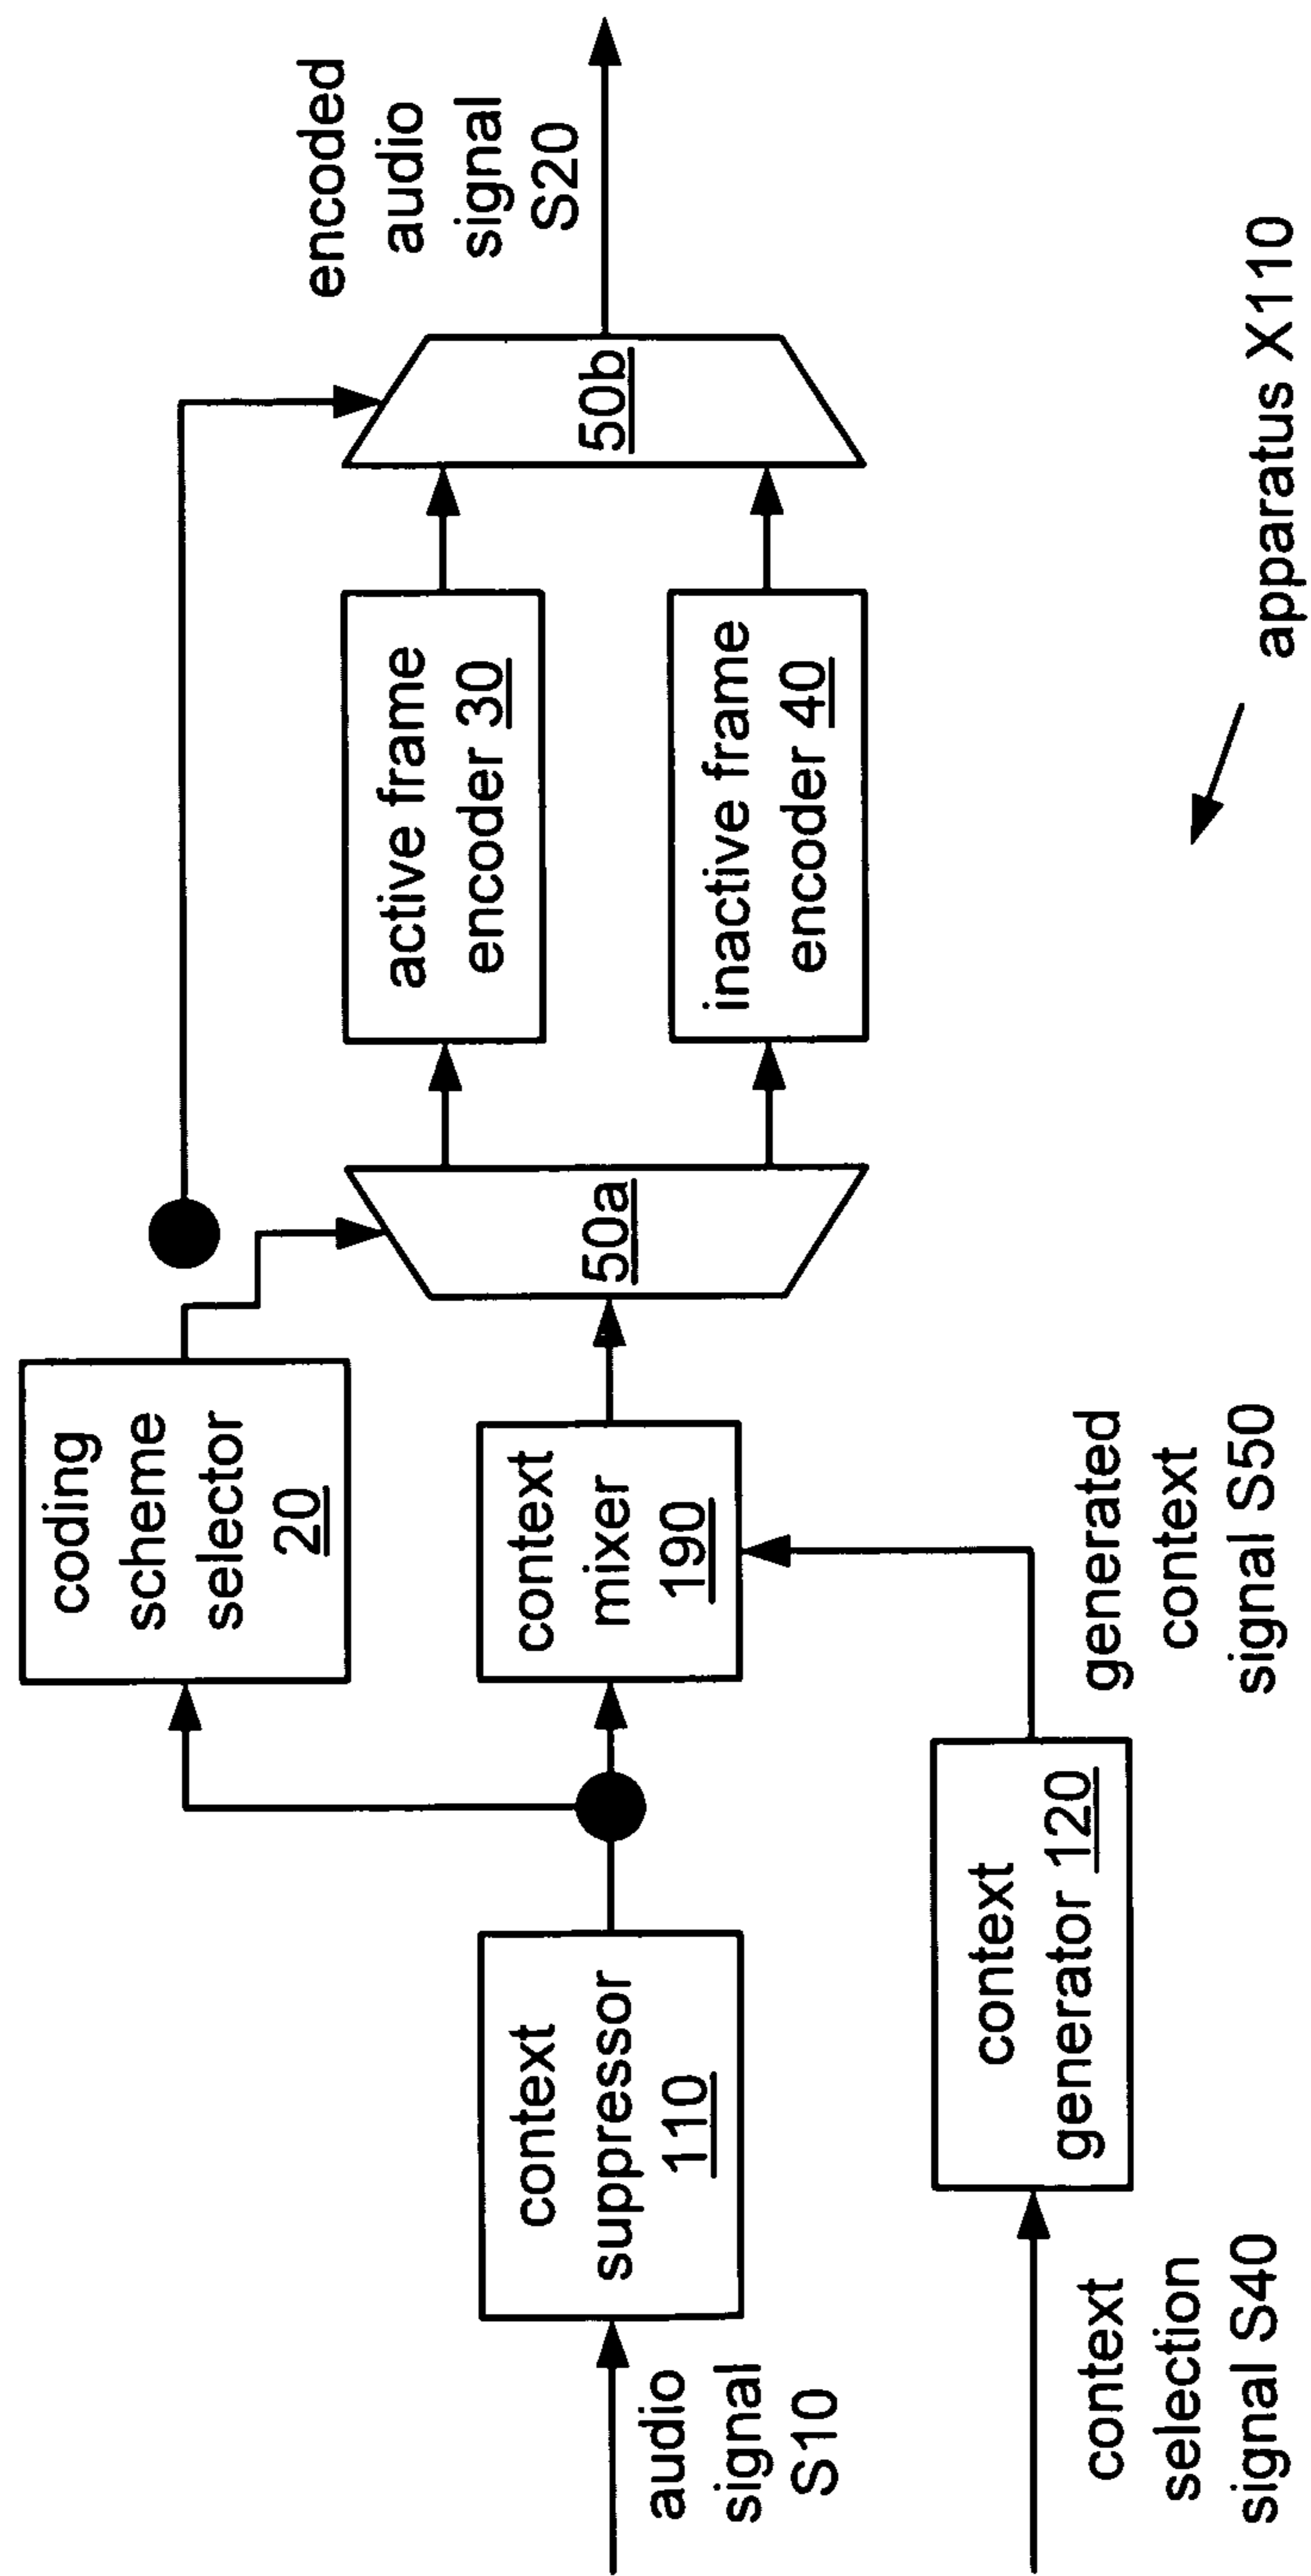 audio
signal
S10
context
suppressor
110
coding
scheme
selector
20
context
mixer
190
context
selection
signal S40
context
generator 120
generated
context
signal S50
50a
active frame
encoder 30
inactive frame
encoder 40
50b
encoded
audio
signal
S20
apparatus X110